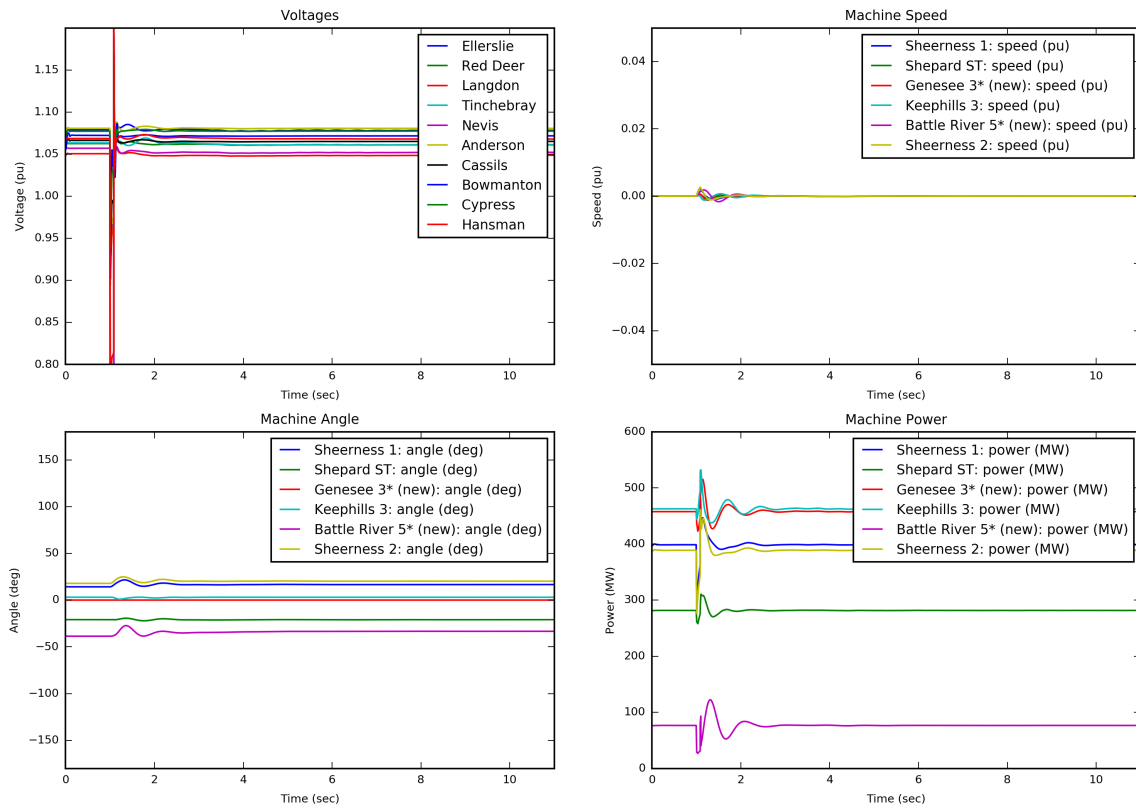 Voltages
1.15
1.10
1.05
1.00
0.95
0.90
0.85
0.80
Voltage (pu)
0
2
4
6
8
10
Time (sec)
Ellerslie
Red Deer
Langdon
Tinchebray
Nevis
Anderson
Cassils
Bowmanton
Cypress
Hansman
Machine Speed
0.04
0.02
0.00
−0.02
−0.04
Speed (pu)
0
2
4
6
8
10
Time (sec)
Sheerness 1: speed (pu)
Shepard ST: speed (pu)
Genesee 3* (new): speed (pu)
Keephills 3: speed (pu)
Battle River 5* (new): speed (pu)
Sheerness 2: speed (pu)
Machine Angle
150
100
50
0
−50
−100
−150
Angle (deg)
0
2
4
6
8
10
Time (sec)
Sheerness 1: angle (deg)
Shepard ST: angle (deg)
Genesee 3* (new): angle (deg)
Keephills 3: angle (deg)
Battle River 5* (new): angle (deg)
Sheerness 2: angle (deg)
Machine Power
600
500
400
300
200
100
0
Power (MW)
0
2
4
6
8
10
Time (sec)
Sheerness 1: power (MW)
Shepard ST: power (MW)
Genesee 3* (new): power (MW)
Keephills 3: power (MW)
Battle River 5* (new): power (MW)
Sheerness 2: power (MW)